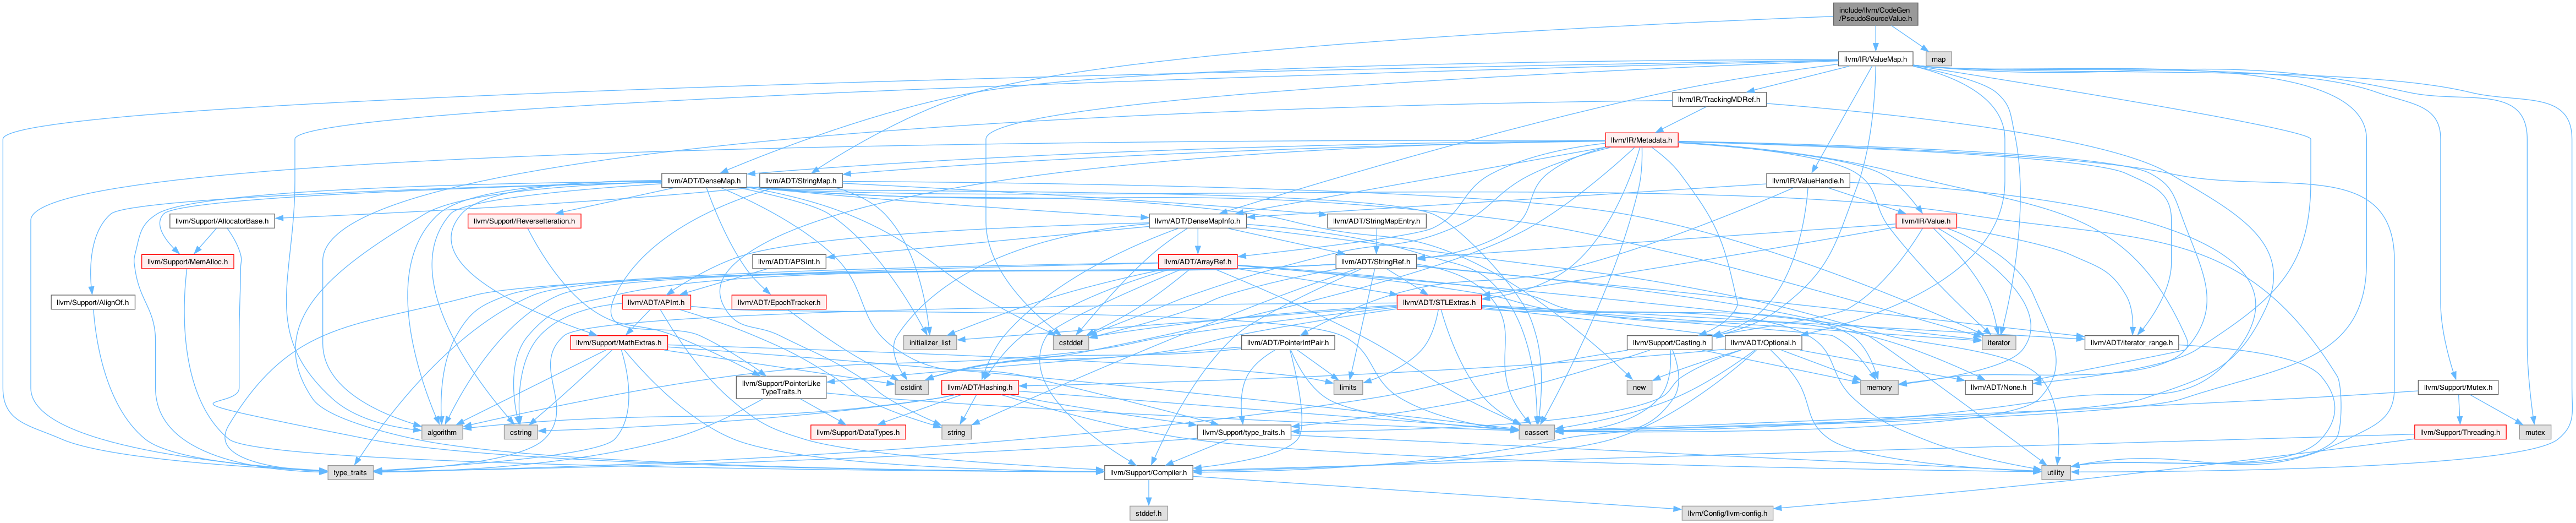 include/llvm/CodeGen
/PseudoSourceValue.h
llvm/IR/ValueMap.h
map
llvm/IR/TrackingMDRef.h
llvm/IR/Metadata.h
llvm/ADT/DenseMap.h
llvm/ADT/StringMap.h
llvm/IR/ValueHandle.h
llvm/Support/AllocatorBase.h
llvm/Support/ReverseIteration.h
llvm/ADT/DenseMapInfo.h
llvm/ADT/StringMapEntry.h
llvm/IR/Value.h
llvm/Support/MemAlloc.h
llvm/ADT/APSInt.h
llvm/ADT/ArrayRef.h
llvm/ADT/StringRef.h
llvm/Support/AlignOf.h
llvm/ADT/APInt.h
llvm/ADT/EpochTracker.h
llvm/ADT/STLExtras.h
llvm/Support/MathExtras.h
initializer_list
cstddef
llvm/ADT/PointerIntPair.h
llvm/Support/Casting.h
llvm/ADT/Optional.h
iterator
llvm/ADT/iterator_range.h
llvm/Support/PointerLike
TypeTraits.h
cstdint
llvm/ADT/Hashing.h
limits
new
memory
llvm/ADT/None.h
llvm/Support/Mutex.h
algorithm
cstring
llvm/Support/DataTypes.h
string
llvm/Support/type_traits.h
cassert
llvm/Support/Threading.h
mutex
type_traits
llvm/Support/Compiler.h
utility
stddef.h
llvm/Config/llvm-config.h